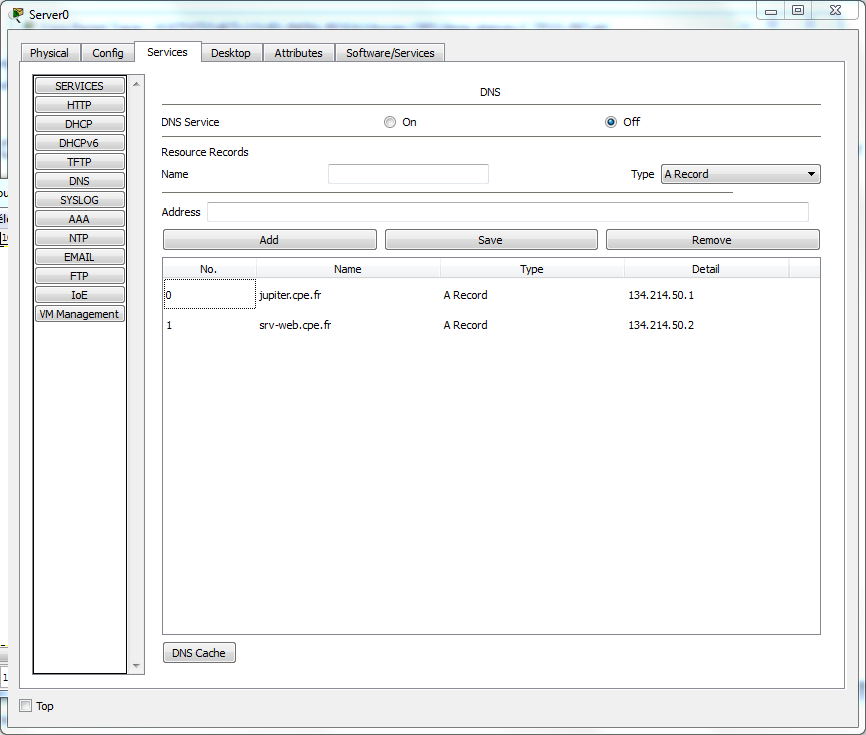 Server0
Physical Config Services Desktop Attributes Software/Services
SERVICES
HTTP
DHCP
DHCPv6
TFTP
DNS
SYSLOG
AAA
NTP
EMAIL
FTP
IoE
VM Management
DNS
DNS Service On Off
Resource Records
Name Type A Record
Address
Add Save Remove
No. Name Type Detail
0 jupiter.cpe.fr A Record 134.214.50.1
1 srv-web.cpe.fr A Record 134.214.50.2
DNS Cache
Top